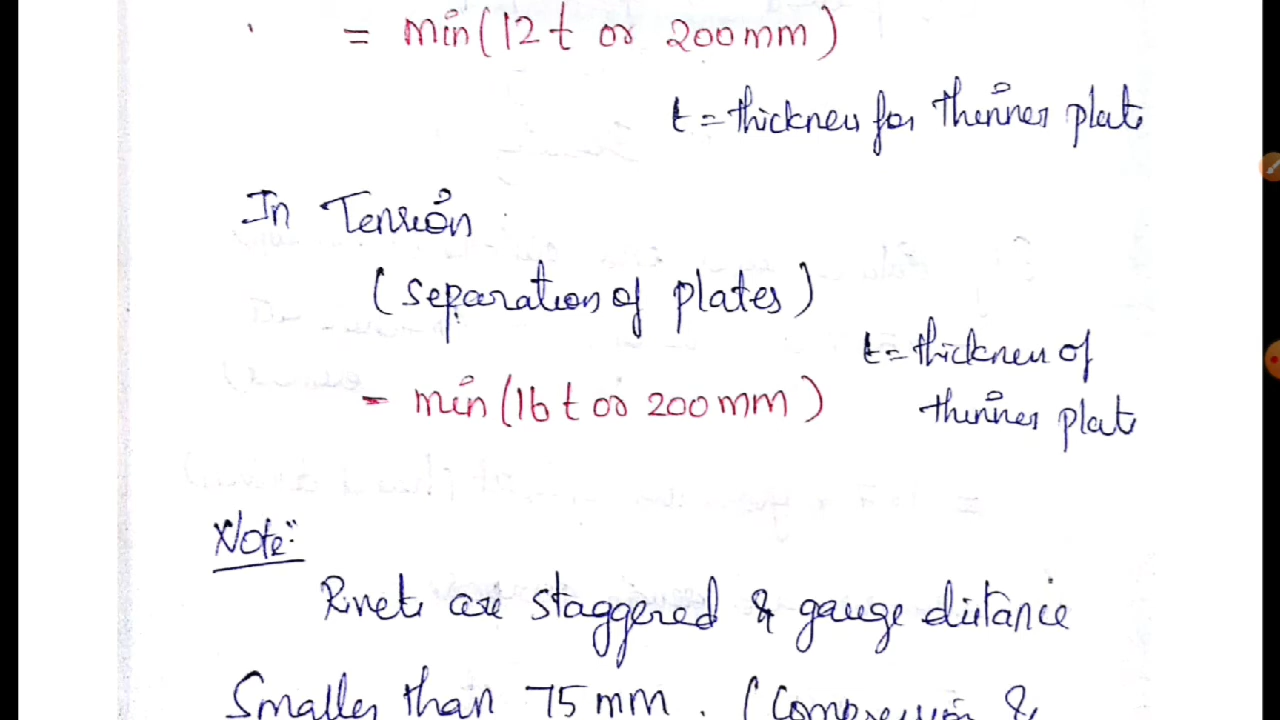 = min(12t or 200mm)
t = thickness for thinner plate
In Tension
(separation of plates)
t = thickness of
thinner plate
= min(16t or 200mm)
Note:
Rivets are staggered & gauge distance
Smaller than 75mm. (Compression &